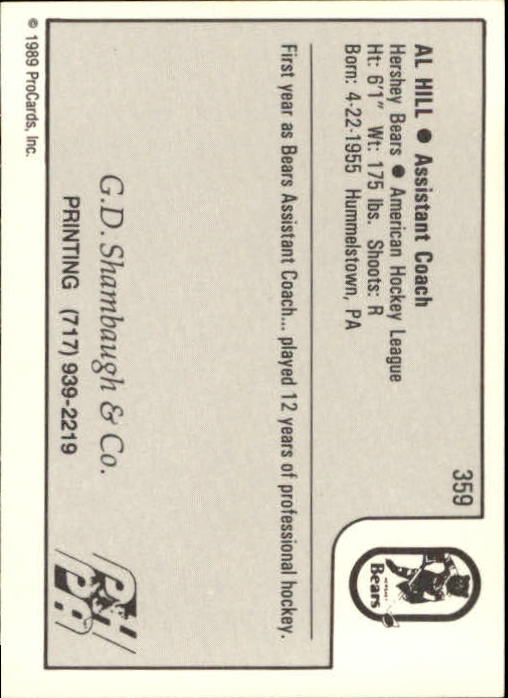 359
AL HILL ● Assistant Coach
Hershey Bears ● American Hockey League
Ht: 6'1" Wt: 175 lbs. Shoots: R
Born: 4-22-1955 Hummelstown, PA
Bears
First year as Bears Assistant Coach... played 12 years of professional hockey.
G.D. Shambaugh & Co.
PRINTING (717) 939-2219
© 1989 ProCards, Inc.